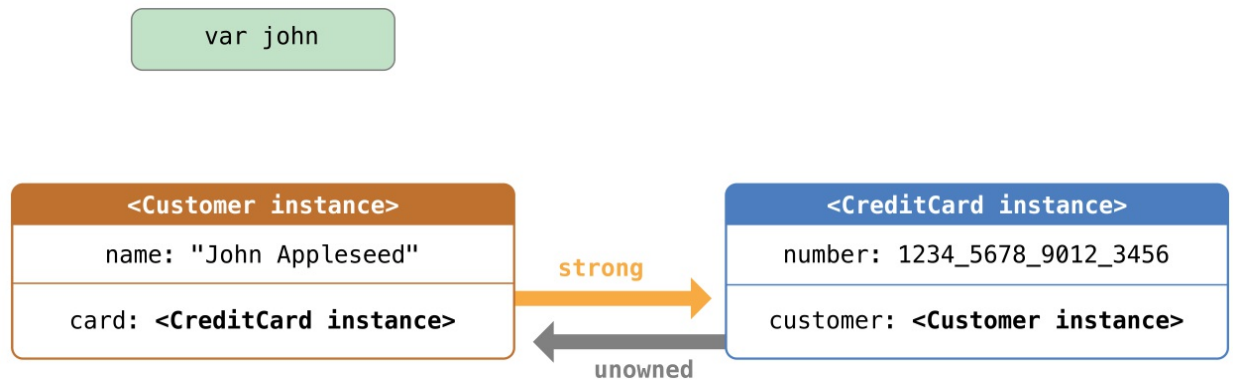 var john
<Customer instance>
name: "John Appleseed"
card: <CreditCard instance>
strong
unowned
<CreditCard instance>
number: 1234_5678_9012_3456
customer: <Customer instance>